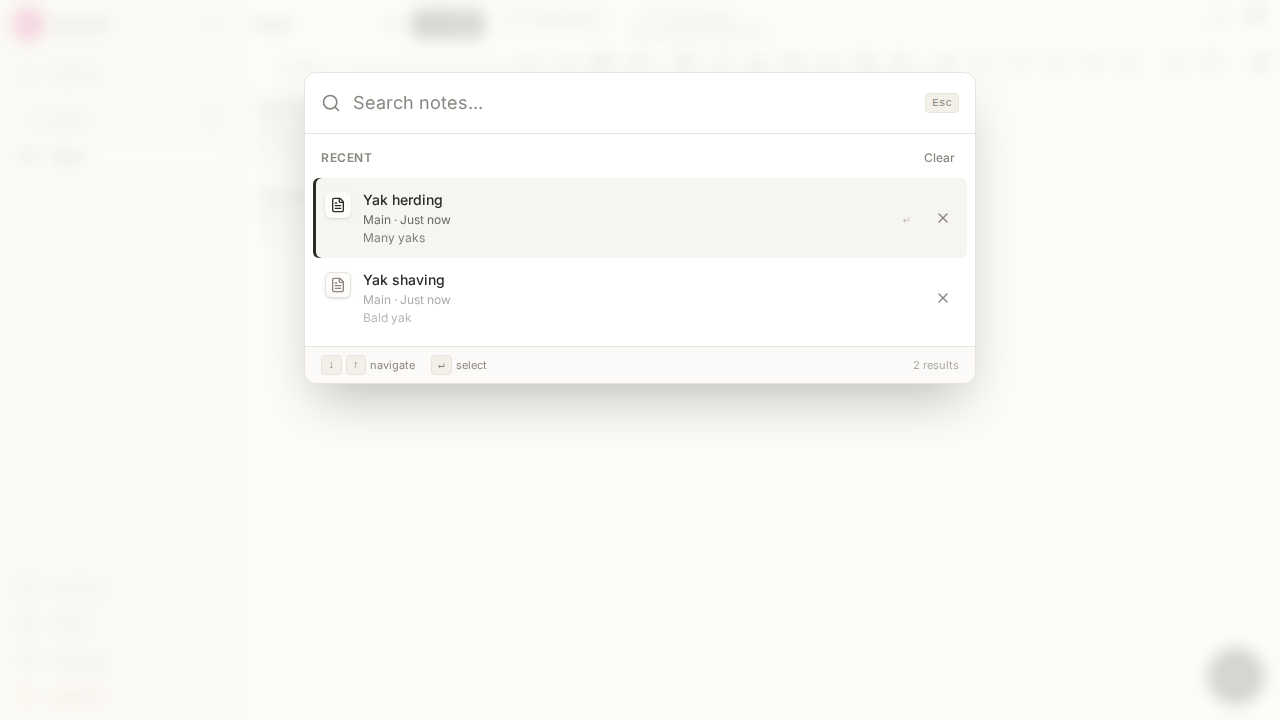 Search notes...
Esc
RECENT
Clear
Yak herding
Main · Just now
Many yaks
↵
Yak shaving
Main · Just now
Bald yak
↓ ↑ navigate ↵ select
2 results